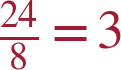 24/8 = 3